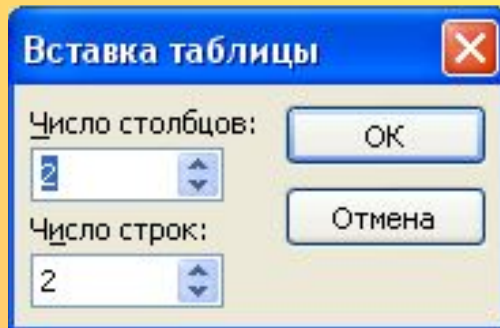 Вставка таблицы
Число столбцов:
2
ОК
Число строк:
2
Отмена